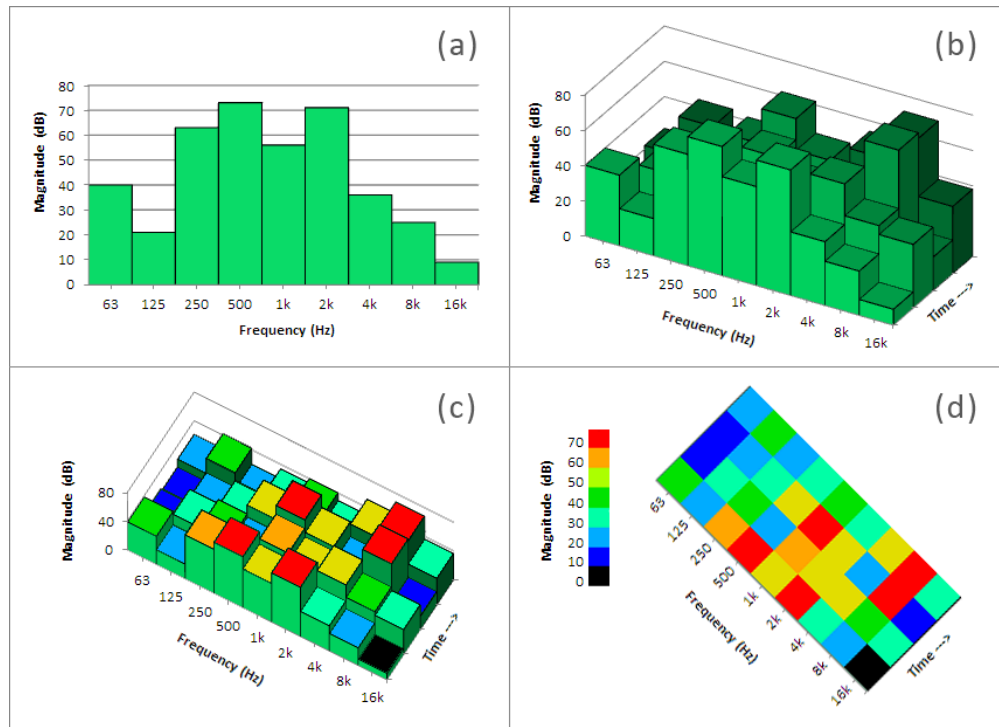 (a)
Magnitude (dB)
80
70
60
50
40
30
20
10
0
63 125 250 500 1k 2k 4k 8k 16k
Frequency (Hz)
(b)
Magnitude (dB)
80
60
40
20
0
63
125
250
500
1k
2k
4k
8k
16k
Frequency (Hz)
Time --->
(c)
Magnitude (dB)
80
40
0
63
125
250
500
1k
2k
4k
8k
16k
Frequency (Hz)
Time --->
(d)
Magnitude (dB)
70
60
50
40
30
20
10
0
63
125
250
500
1k
2k
4k
8k
16k
Frequency (Hz)
Time --->